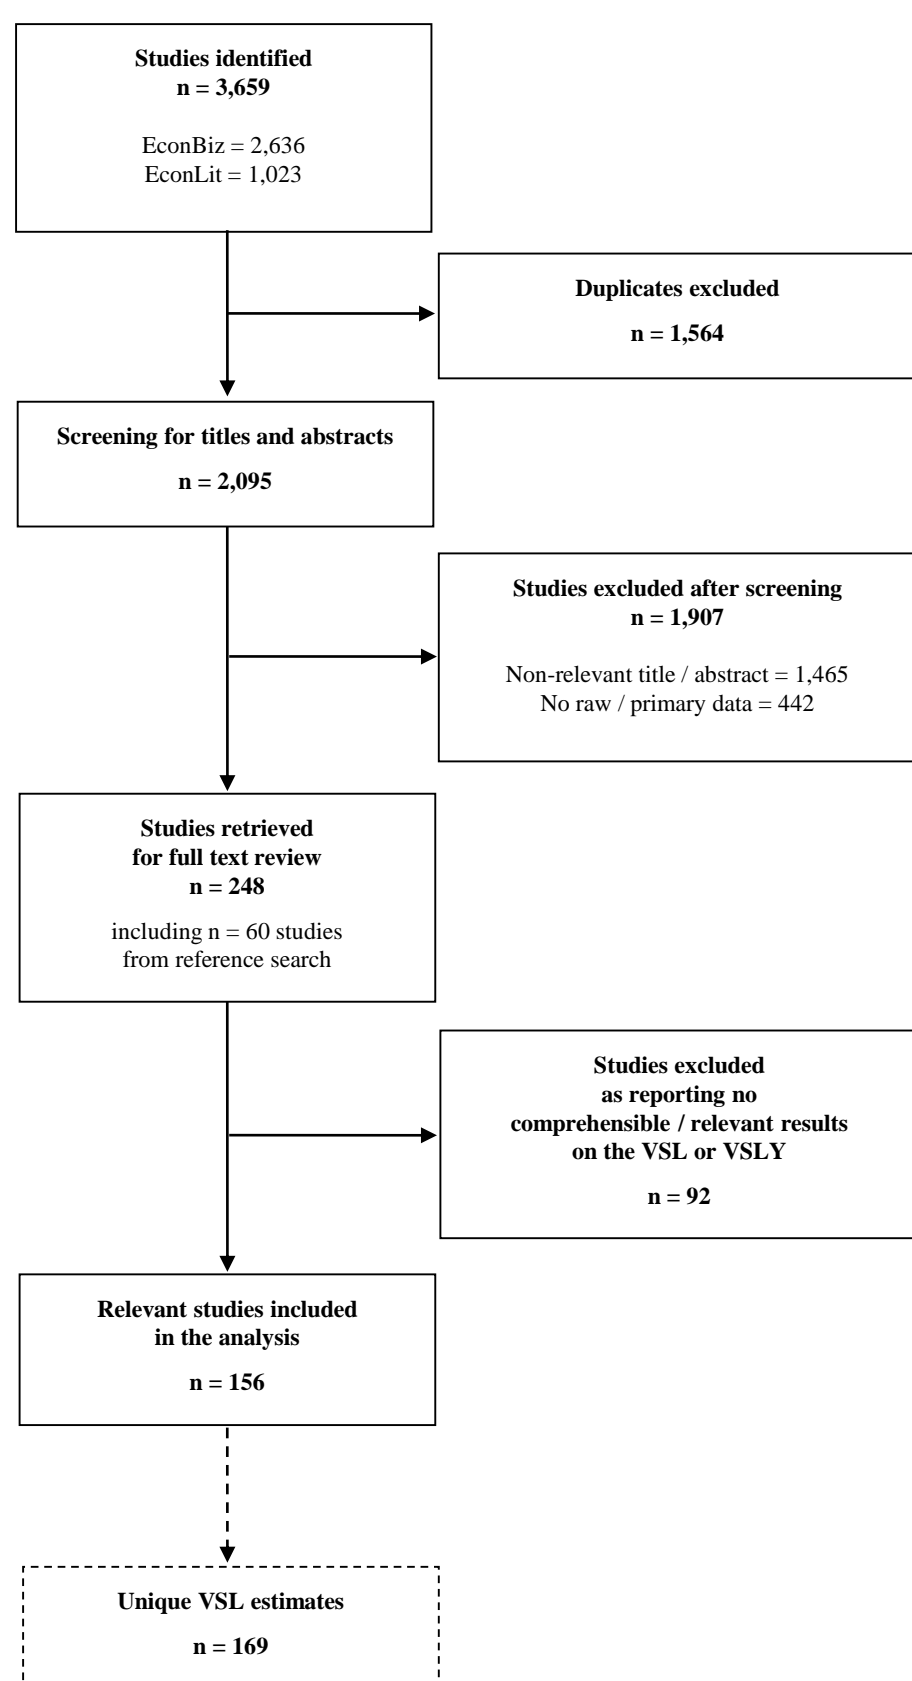 Studies identified
n = 3,659
EconBiz = 2,636
EconLit = 1,023
Duplicates excluded
n = 1,564
Screening for titles and abstracts
n = 2,095
Studies excluded after screening
n = 1,907
Non-relevant title / abstract = 1,465
No raw / primary data = 442
Studies retrieved
for full text review
n = 248
including n = 60 studies
from reference search
Studies excluded
as reporting no
comprehensible / relevant results
on the VSL or VSLY
n = 92
Relevant studies included
in the analysis
n = 156
Unique VSL estimates
n = 169